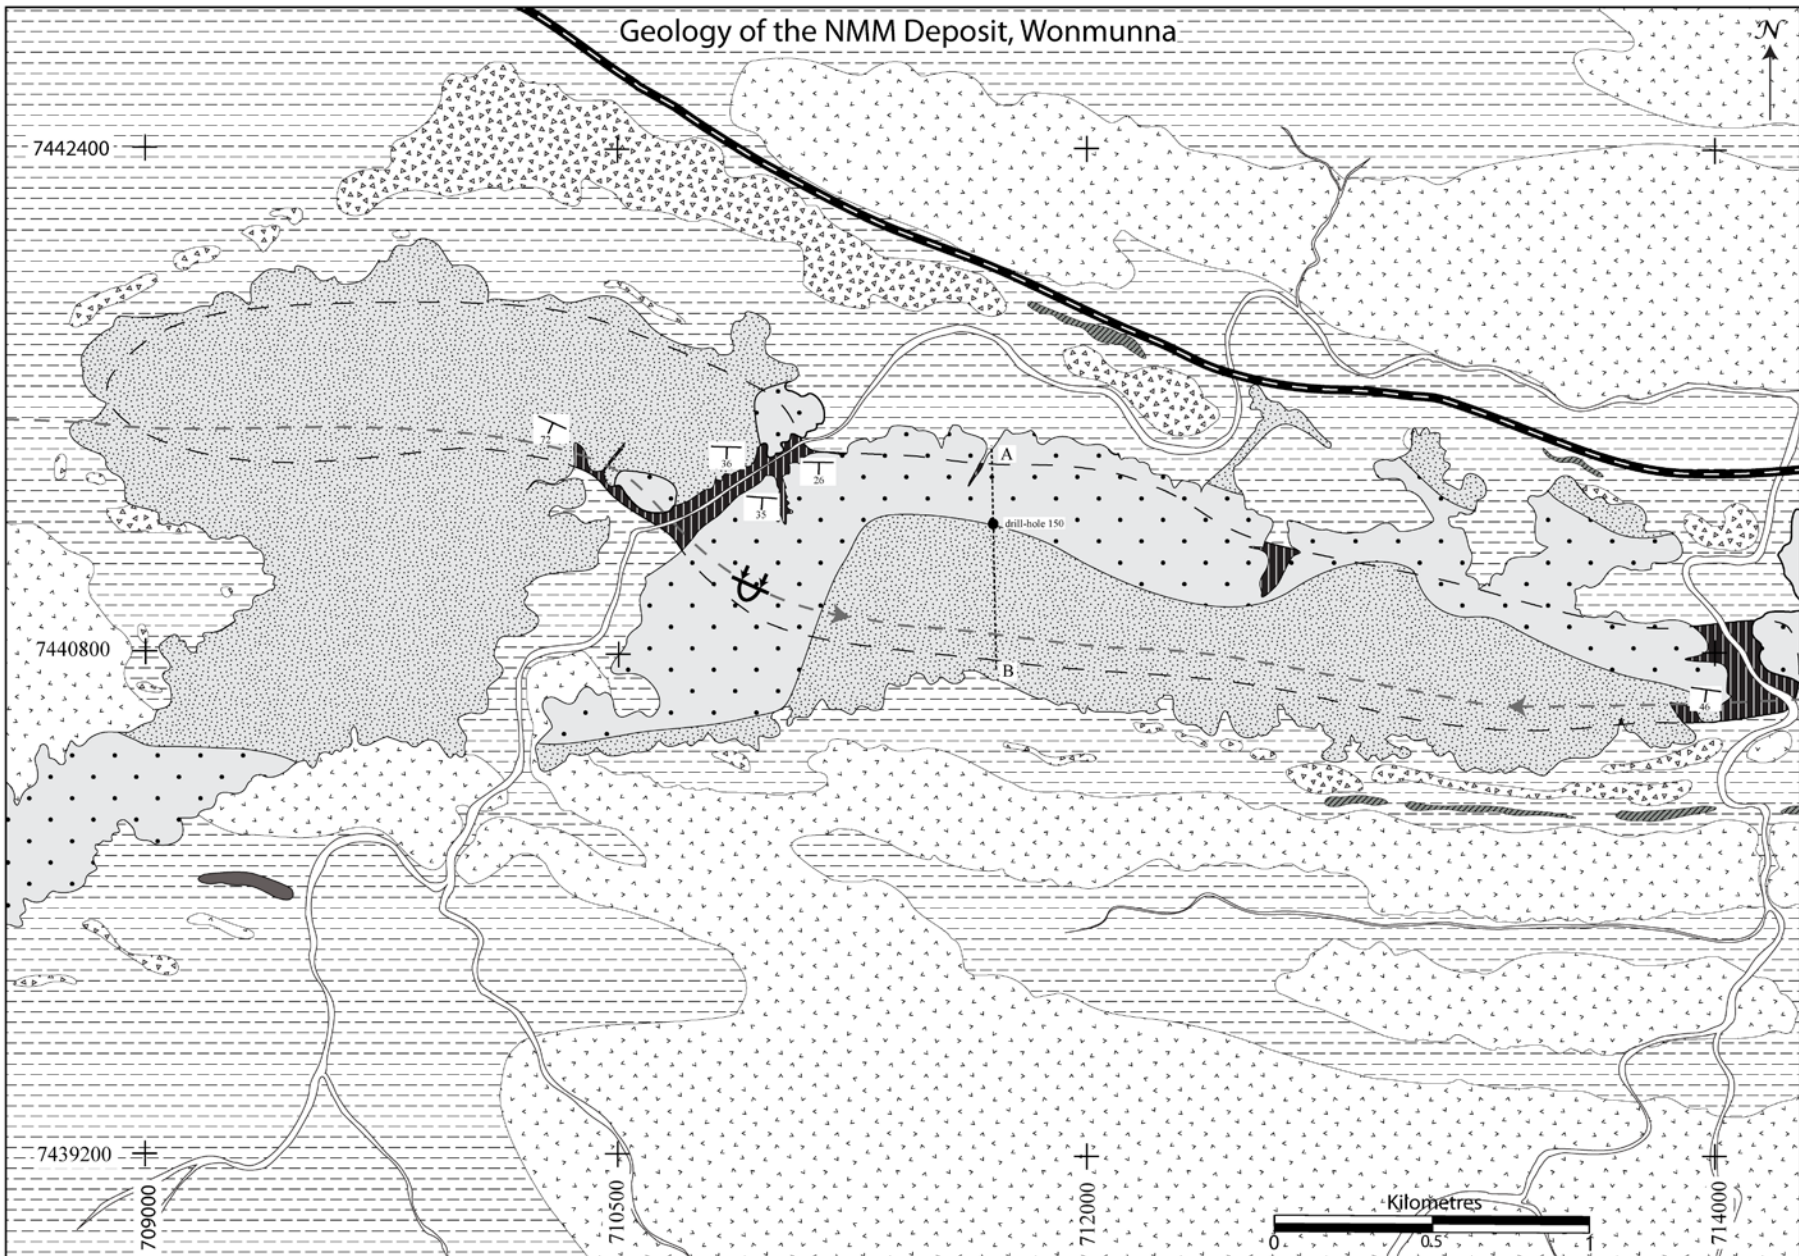 Geology of the NMM Deposit, Wonmunna
N
7442400
72
36
26
35
A
drill-hole 150
7440800
B
46
7439200
709000
710500
712000
714000
Kilometres
0 0.5 1